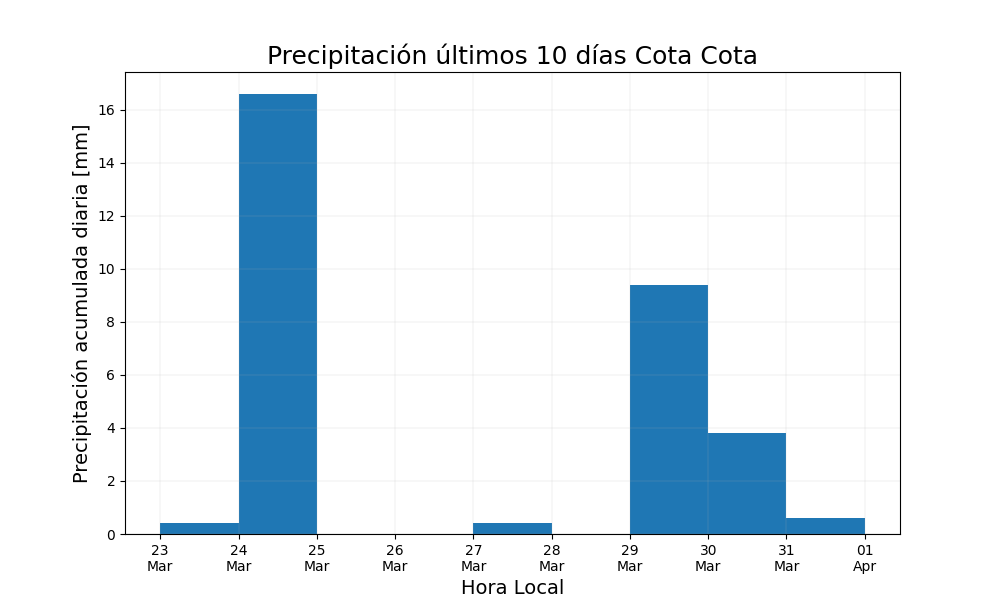 Precipitación últimos 10 días Cota Cota
Precipitación acumulada diaria [mm]
16
14
12
10
8
6
4
2
0
23 24 25 26 27 28 29 30 31 01
Mar Mar Mar Mar Mar Mar Mar Mar Mar Apr
Hora Local